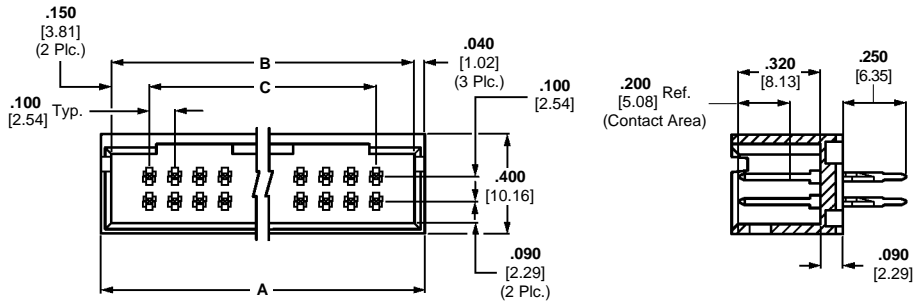 .150
[3.81]
(2 Plc.)
B
.040
[1.02]
(3 Plc.)
C
.100
[2.54] Typ.
.100
[2.54]
.400
[10.16]
.090
[2.29]
(2 Plc.)
A
.320
[8.13]
.250
[6.35]
.200
[5.08] Ref.
(Contact Area)
.090
[2.29]